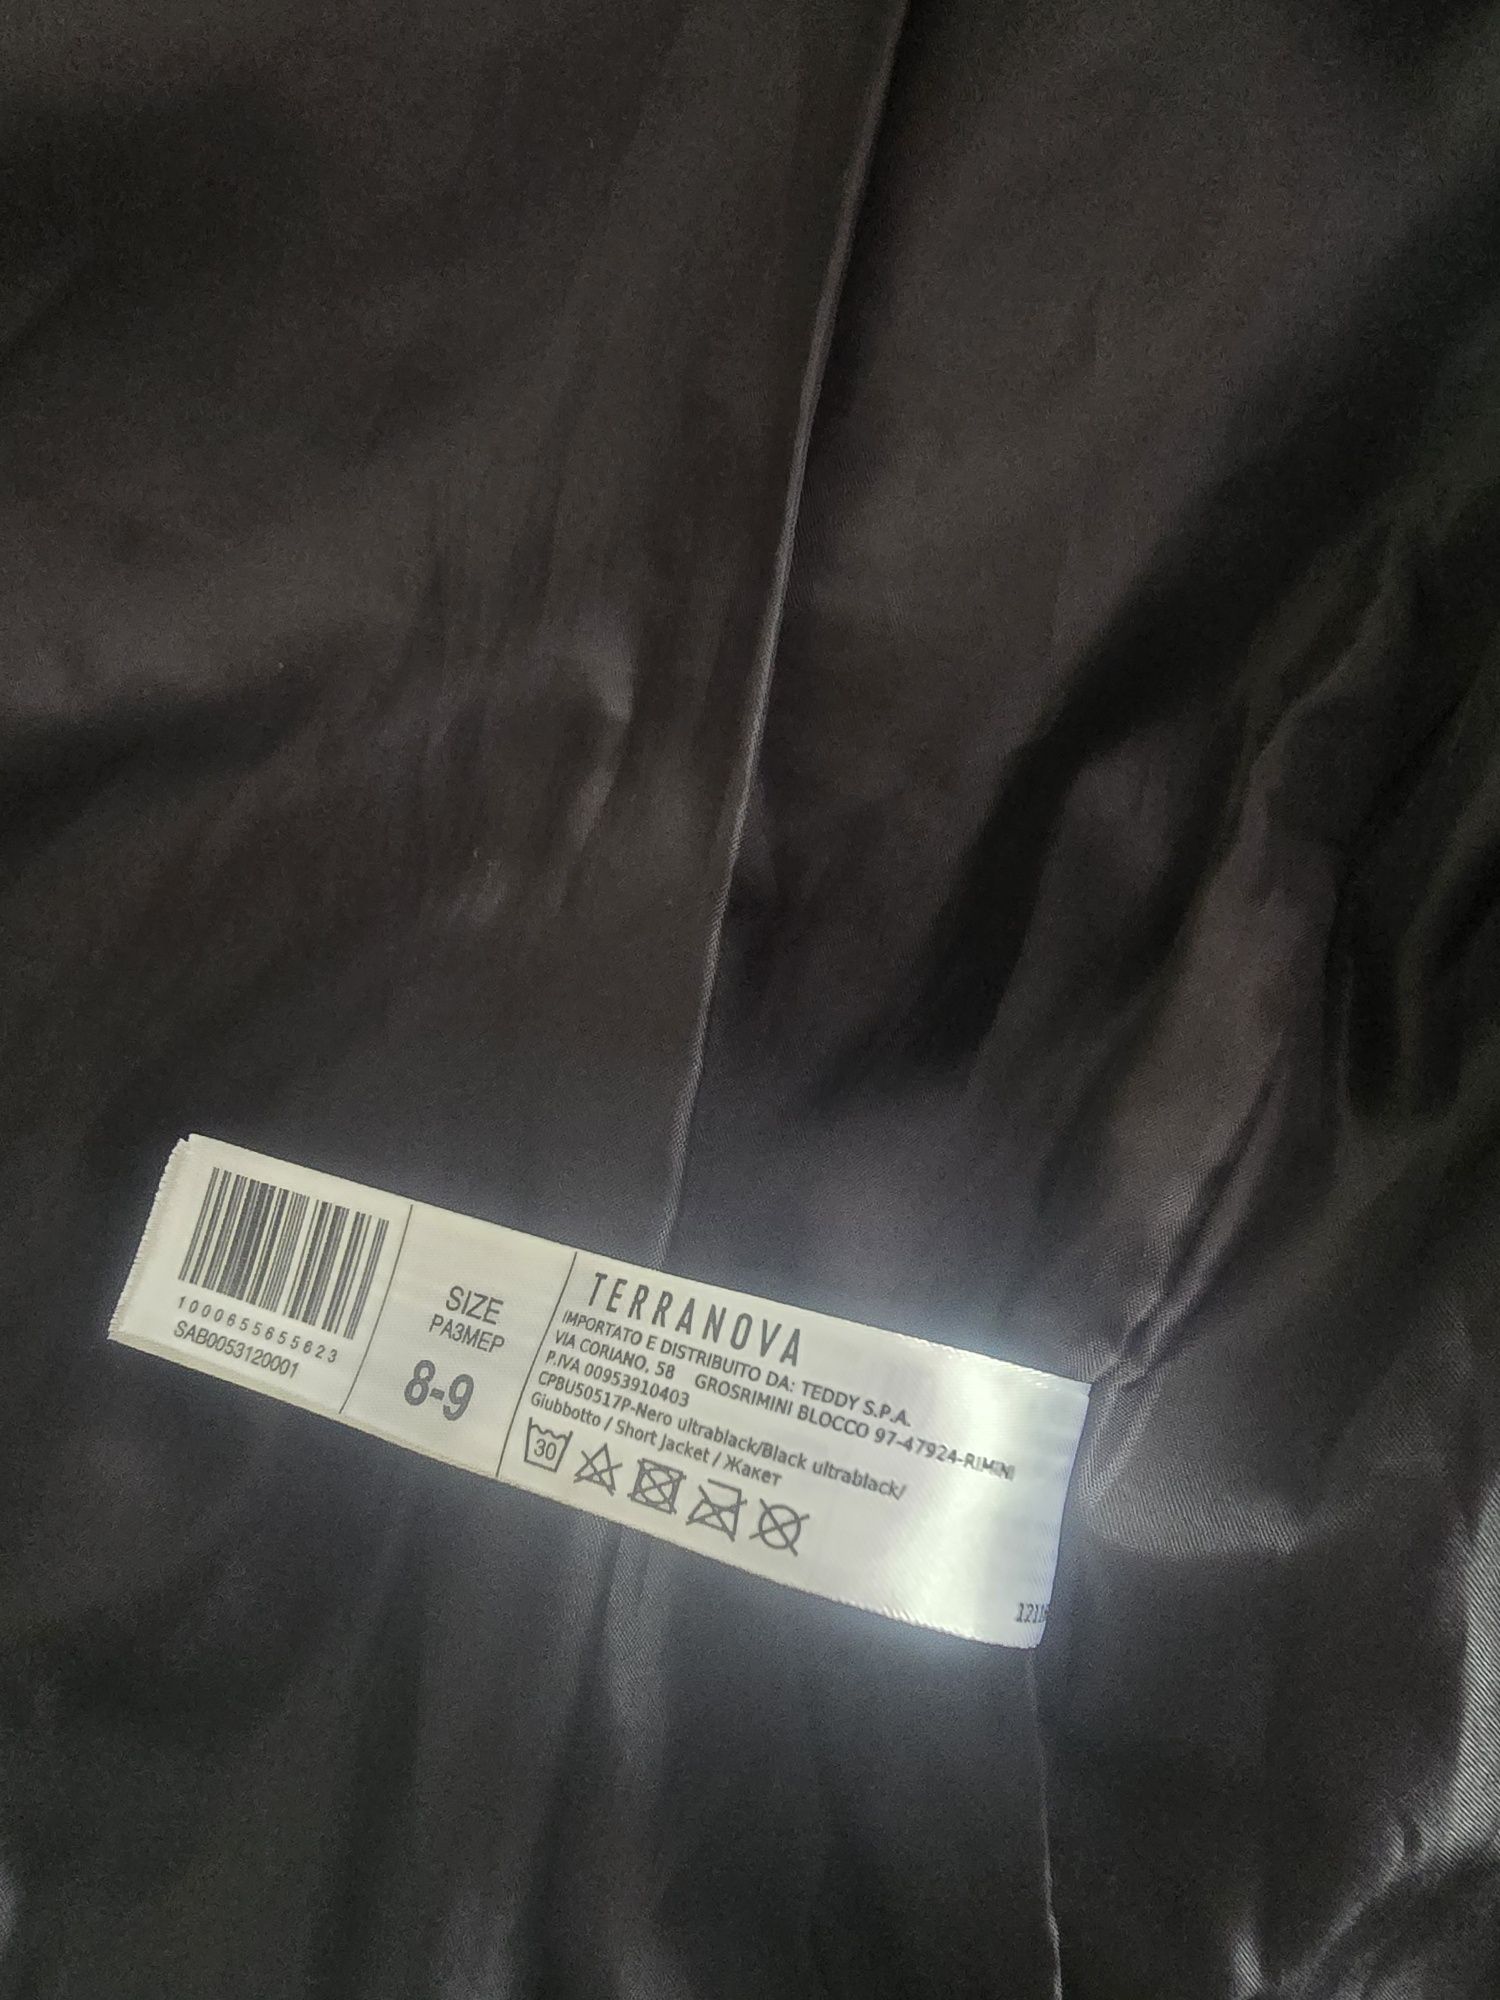 1000655655623
SAB0053120001
SIZE
РАЗМЕР
8-9
TERRANOVA
IMPORTATO E DISTRIBUITO DA: TEDDY S.P.A.
VIA CORIANO, 58 GROSRIMINI BLOCCO 97-47924-RIMINI
P.IVA 00953910403
CPBU50517P-Nero ultrablack/Black ultrablack/
Giubbotto / Short Jacket / Жакет
30